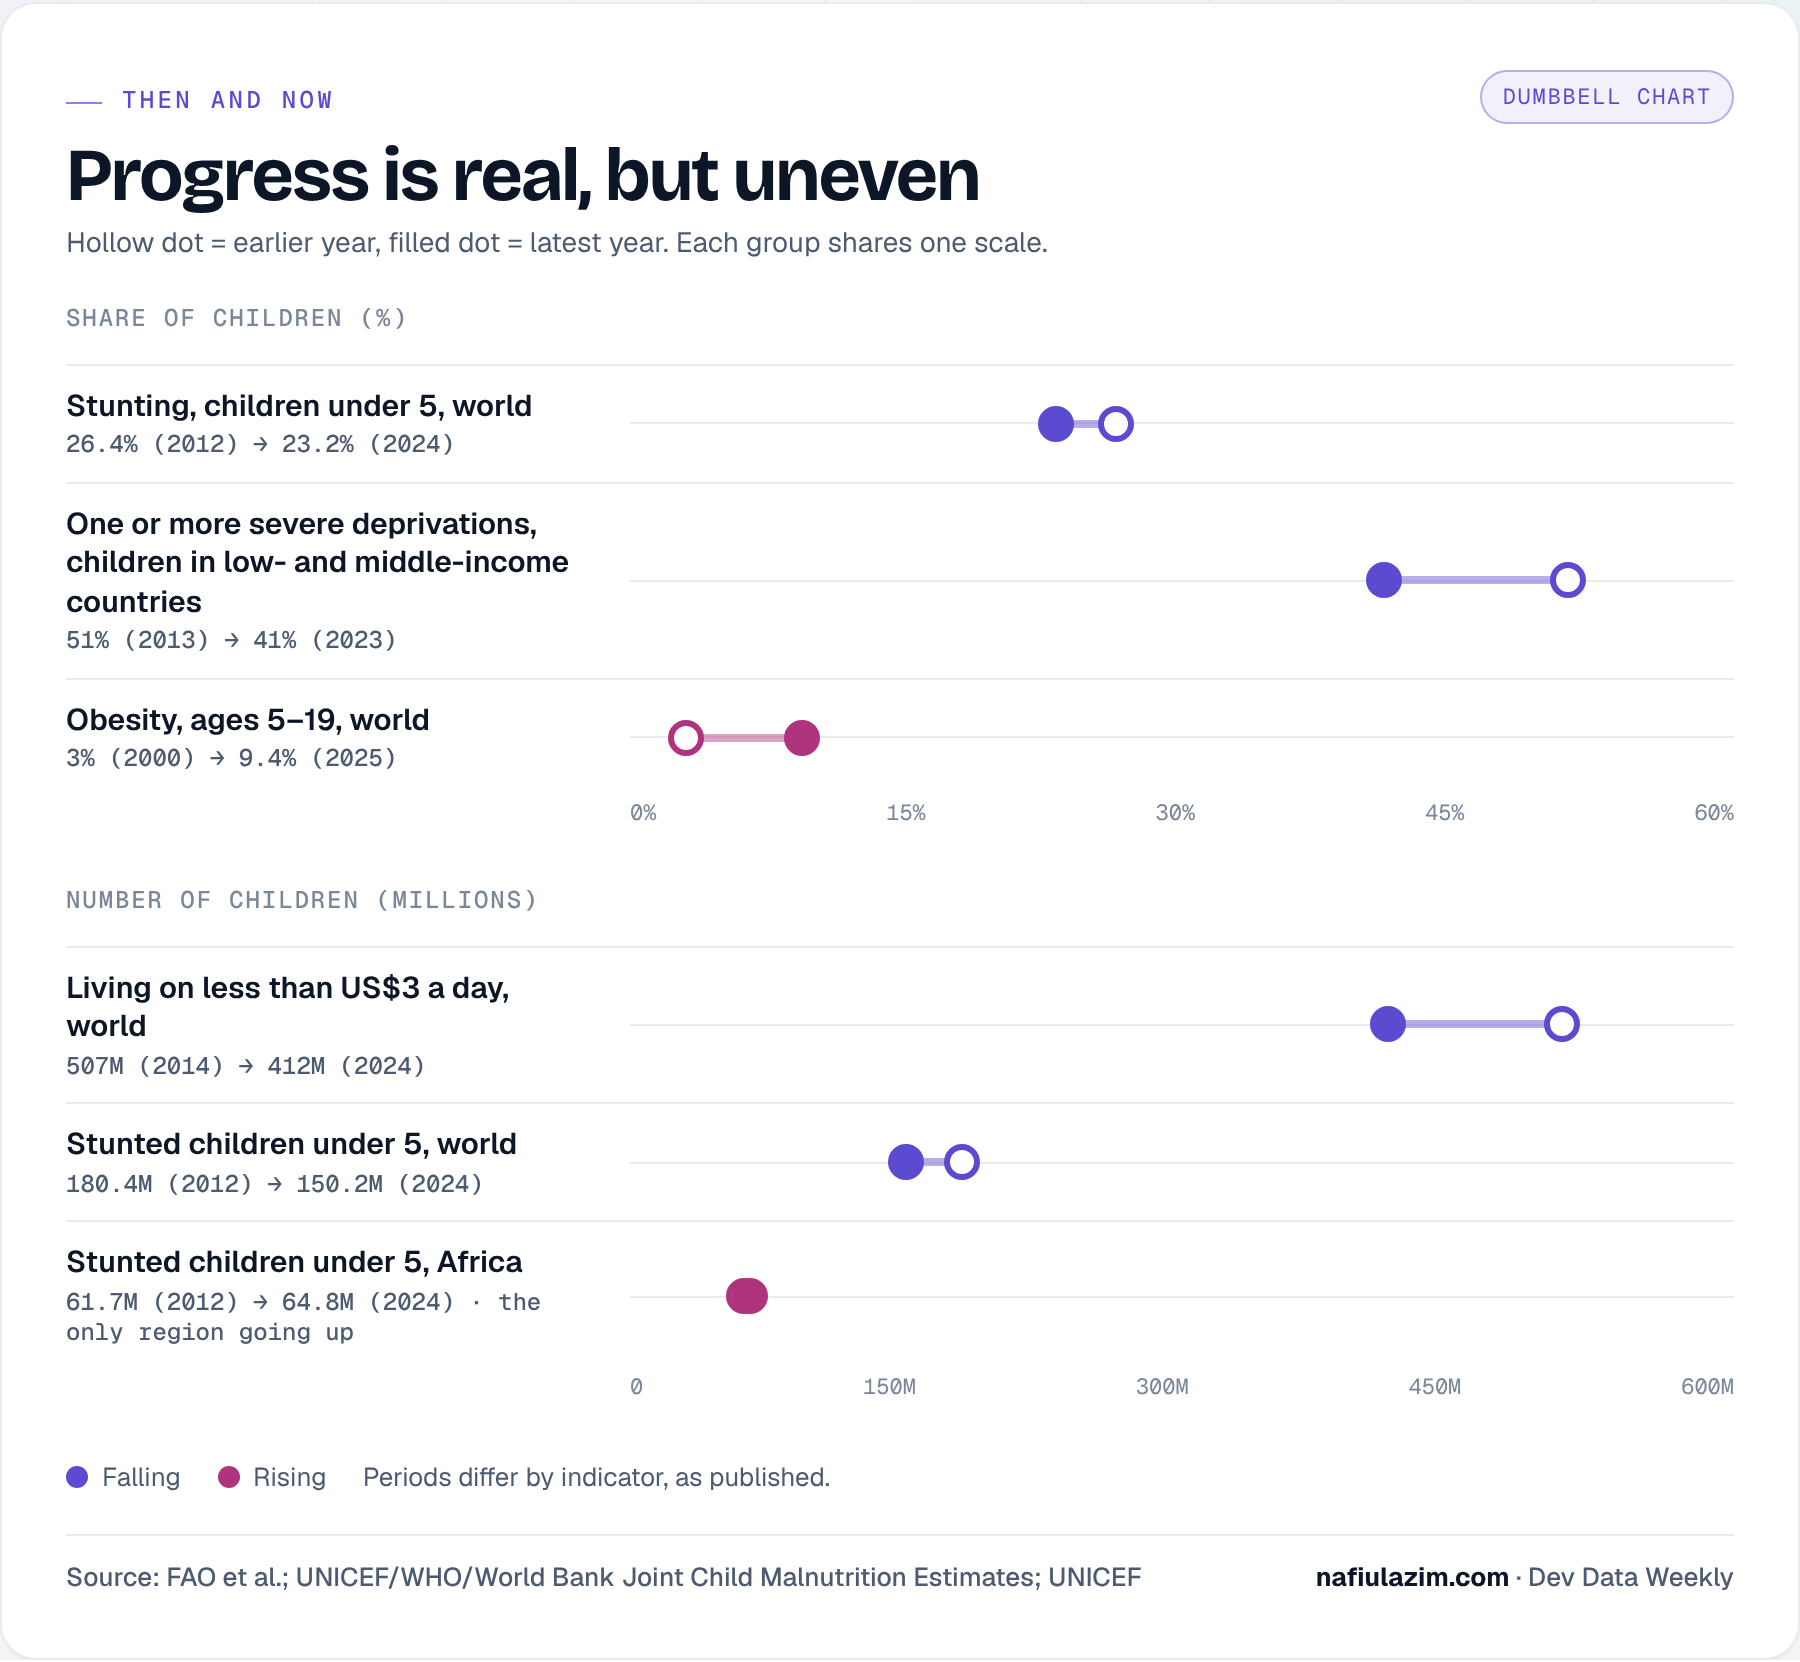 THEN AND NOW
DUMBBELL CHART
Progress is real, but uneven
Hollow dot = earlier year, filled dot = latest year. Each group shares one scale.
SHARE OF CHILDREN (%)
Stunting, children under 5, world
26.4% (2012) → 23.2% (2024)
One or more severe deprivations,
children in low- and middle-income
countries
51% (2013) → 41% (2023)
Obesity, ages 5–19, world
3% (2000) → 9.4% (2025)
0% 15% 30% 45% 60%
NUMBER OF CHILDREN (MILLIONS)
Living on less than US$3 a day,
world
507M (2014) → 412M (2024)
Stunted children under 5, world
180.4M (2012) → 150.2M (2024)
Stunted children under 5, Africa
61.7M (2012) → 64.8M (2024) · the
only region going up
0 150M 300M 450M 600M
Falling Rising Periods differ by indicator, as published.
Source: FAO et al.; UNICEF/WHO/World Bank Joint Child Malnutrition Estimates; UNICEF
nafiulazim.com · Dev Data Weekly